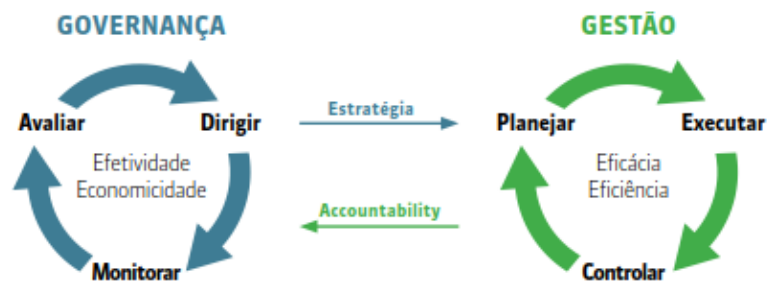 GOVERNANÇA
Avaliar
Dirigir
Efetividade
Economicidade
Monitorar
Estratégia
Accountability
GESTÃO
Planejar
Executar
Eficácia
Eficiência
Controlar